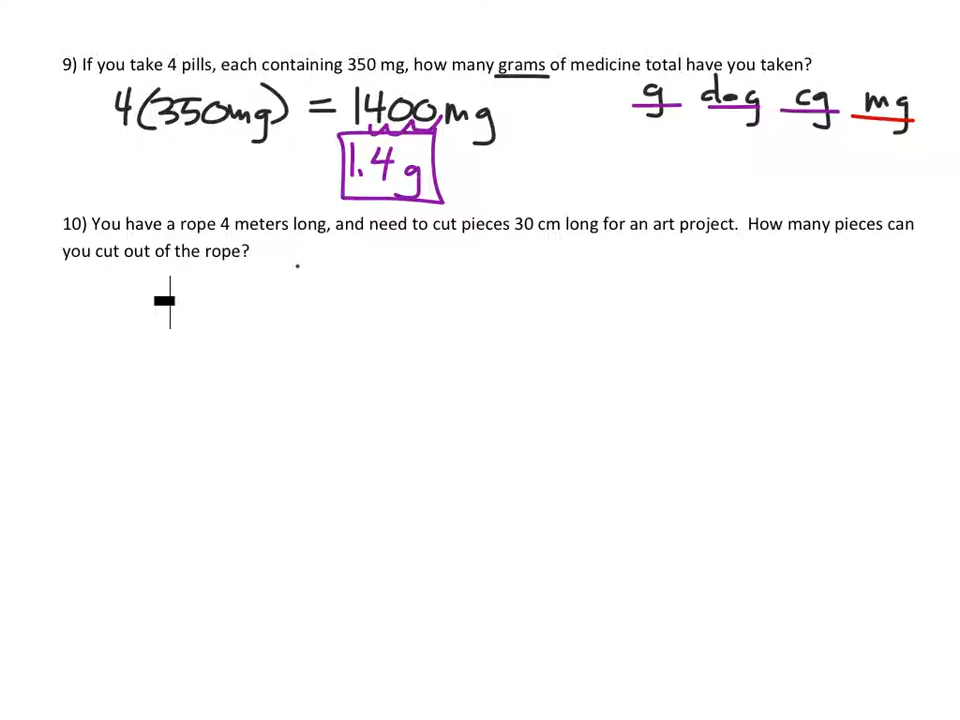 9) If you take 4 pills, each containing 350 mg, how many grams of medicine total have you taken?
4(350mg) = 1400mg g dag cg mg
1.4g
10) You have a rope 4 meters long, and need to cut pieces 30 cm long for an art project. How many pieces can
you cut out of the rope?